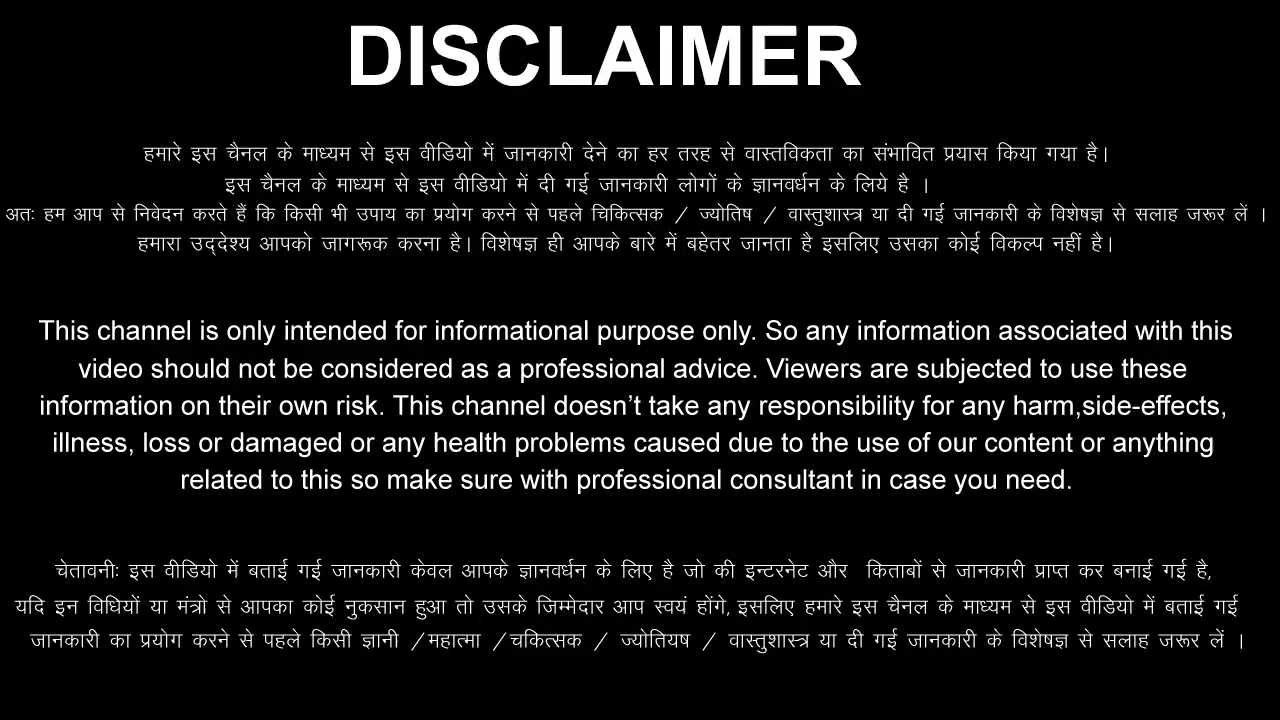 DISCLAIMER
हमारे इस चैनल के माध्यम से इस वीडियो में जानकारी देने का हर तरह से वास्तविकता का संभावित प्रयास किया गया है।
इस चैनल के माध्यम से इस वीडियो में दी गई जानकारी लोगों के ज्ञानवर्धन के लिये है ।
अतः हम आप से निवेदन करते हैं कि किसी भी उपाय का प्रयोग करने से पहले चिकित्सक / ज्योतिष / वास्तुशास्त्र या दी गई जानकारी के विशेषज्ञ से सलाह जरूर लें ।
हमारा उद्देश्य आपको जागरूक करना है। विशेषज्ञ ही आपके बारे में बहेतर जानता है इसलिए उसका कोई विकल्प नहीं है।
This channel is only intended for informational purpose only. So any information associated with this
video should not be considered as a professional advice. Viewers are subjected to use these
information on their own risk. This channel doesn’t take any responsibility for any harm,side-effects,
illness, loss or damaged or any health problems caused due to the use of our content or anything
related to this so make sure with professional consultant in case you need.
चेतावनीः इस वीडियो में बताई गई जानकारी केवल आपके ज्ञानवर्धन के लिए है जो की इन्टरनेट और किताबों से जानकारी प्राप्त कर बनाई गई है,
यदि इन विधियों या मंत्रो से आपका कोई नुकसान हुआ तो उसके जिम्मेदार आप स्वयं होंगे, इसलिए हमारे इस चैनल के माध्यम से इस वीडियो में बताई गई
जानकारी का प्रयोग करने से पहले किसी ज्ञानी /महात्मा /चकित्सक / ज्योतियष / वास्तुशास्त्र या दी गई जानकारी के विशेषज्ञ से सलाह जरूर लें ।